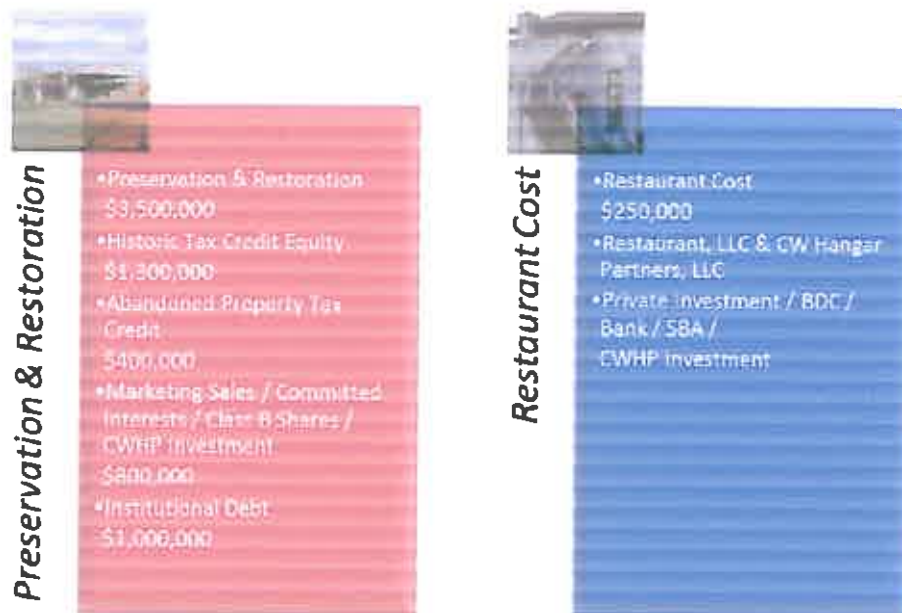 Preservation & Restoration
•Preservation & Restoration
$3,500,000
•Historic Tax Credit Equity
$1,300,000
•Abandoned Property Tax
Credit
$400,000
•Marketing Sales / Committed
Interests / Class B Shares /
CWHP Investment
$800,000
•Institutional Debt
$1,000,000
Restaurant Cost
•Restaurant Cost
$250,000
•Restaurant, LLC & CW Hangar
Partners, LLC
•Private Investment / BDC /
Bank / SBA /
CWHP Investment